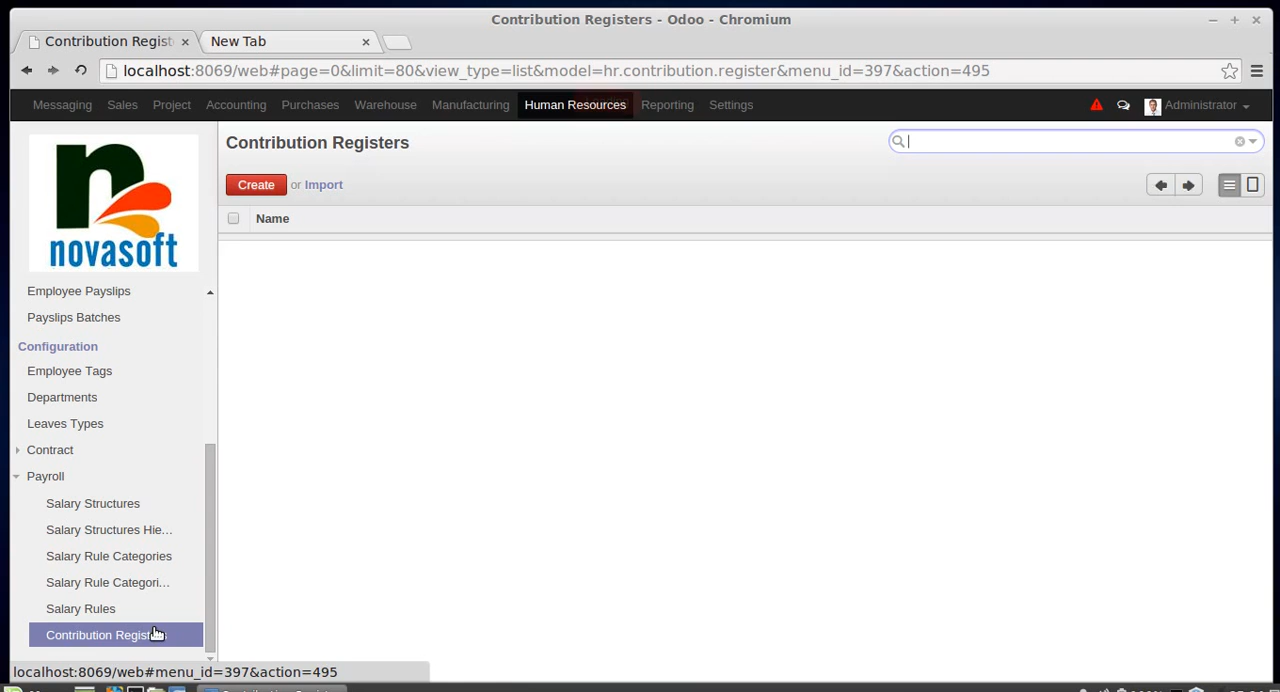 Contribution Registers - Odoo - Chromium
Contribution Regist
New Tab
localhost:8069/web#page=0&limit=80&view_type=list&model=hr.contribution.register&menu_id=397&action=495
Messaging Sales Project Accounting Purchases Warehouse Manufacturing Human Resources Reporting Settings Administrator
novasoft
Contribution Registers
Create or Import
Name
Employee Payslips
Payslips Batches
Configuration
Employee Tags
Departments
Leaves Types
Contract
Payroll
Salary Structures
Salary Structures Hie...
Salary Rule Categories
Salary Rule Categori...
Salary Rules
Contribution Regis
localhost:8069/web#menu_id=397&action=495